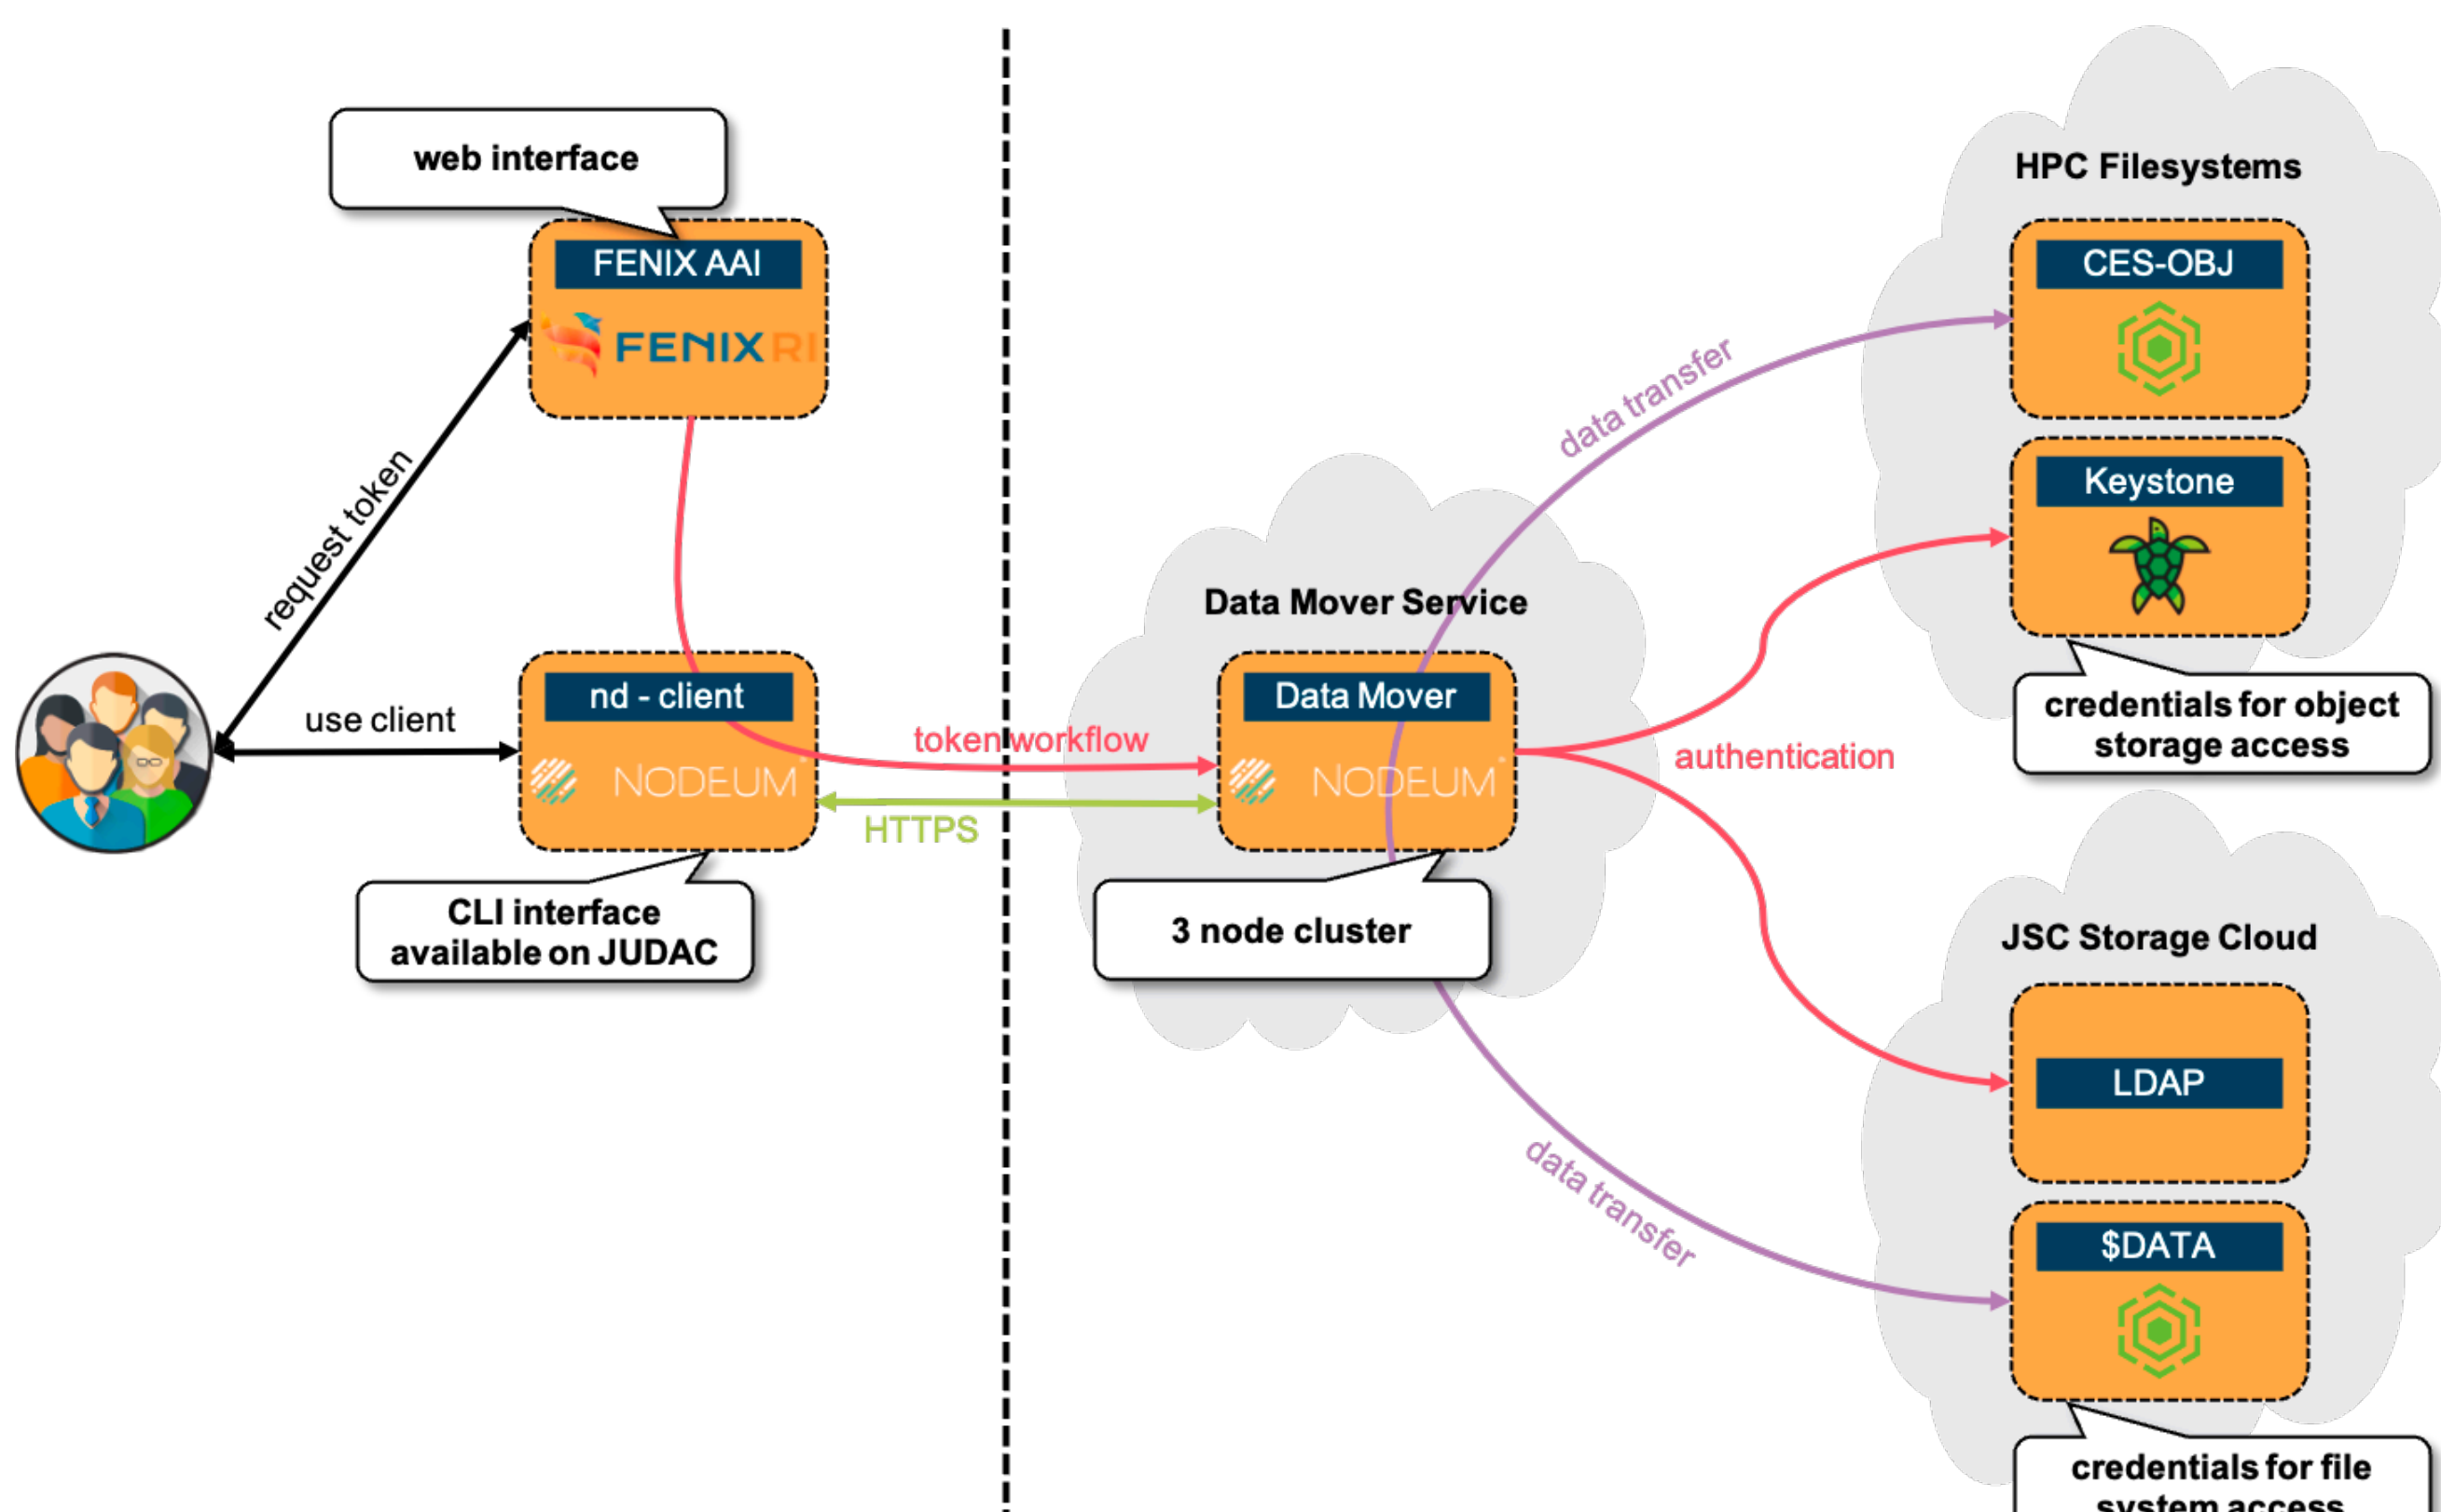 web interface
FENIX AAI
FENIX RI
request token
use client
nd - client
NODEUM
CLI interface
available on JUDAC
token workflow
HTTPS
Data Mover Service
Data Mover
NODEUM
3 node cluster
data transfer
authentication
data transfer
HPC Filesystems
CES-OBJ
Keystone
credentials for object
storage access
JSC Storage Cloud
LDAP
$DATA
credentials for file
system access